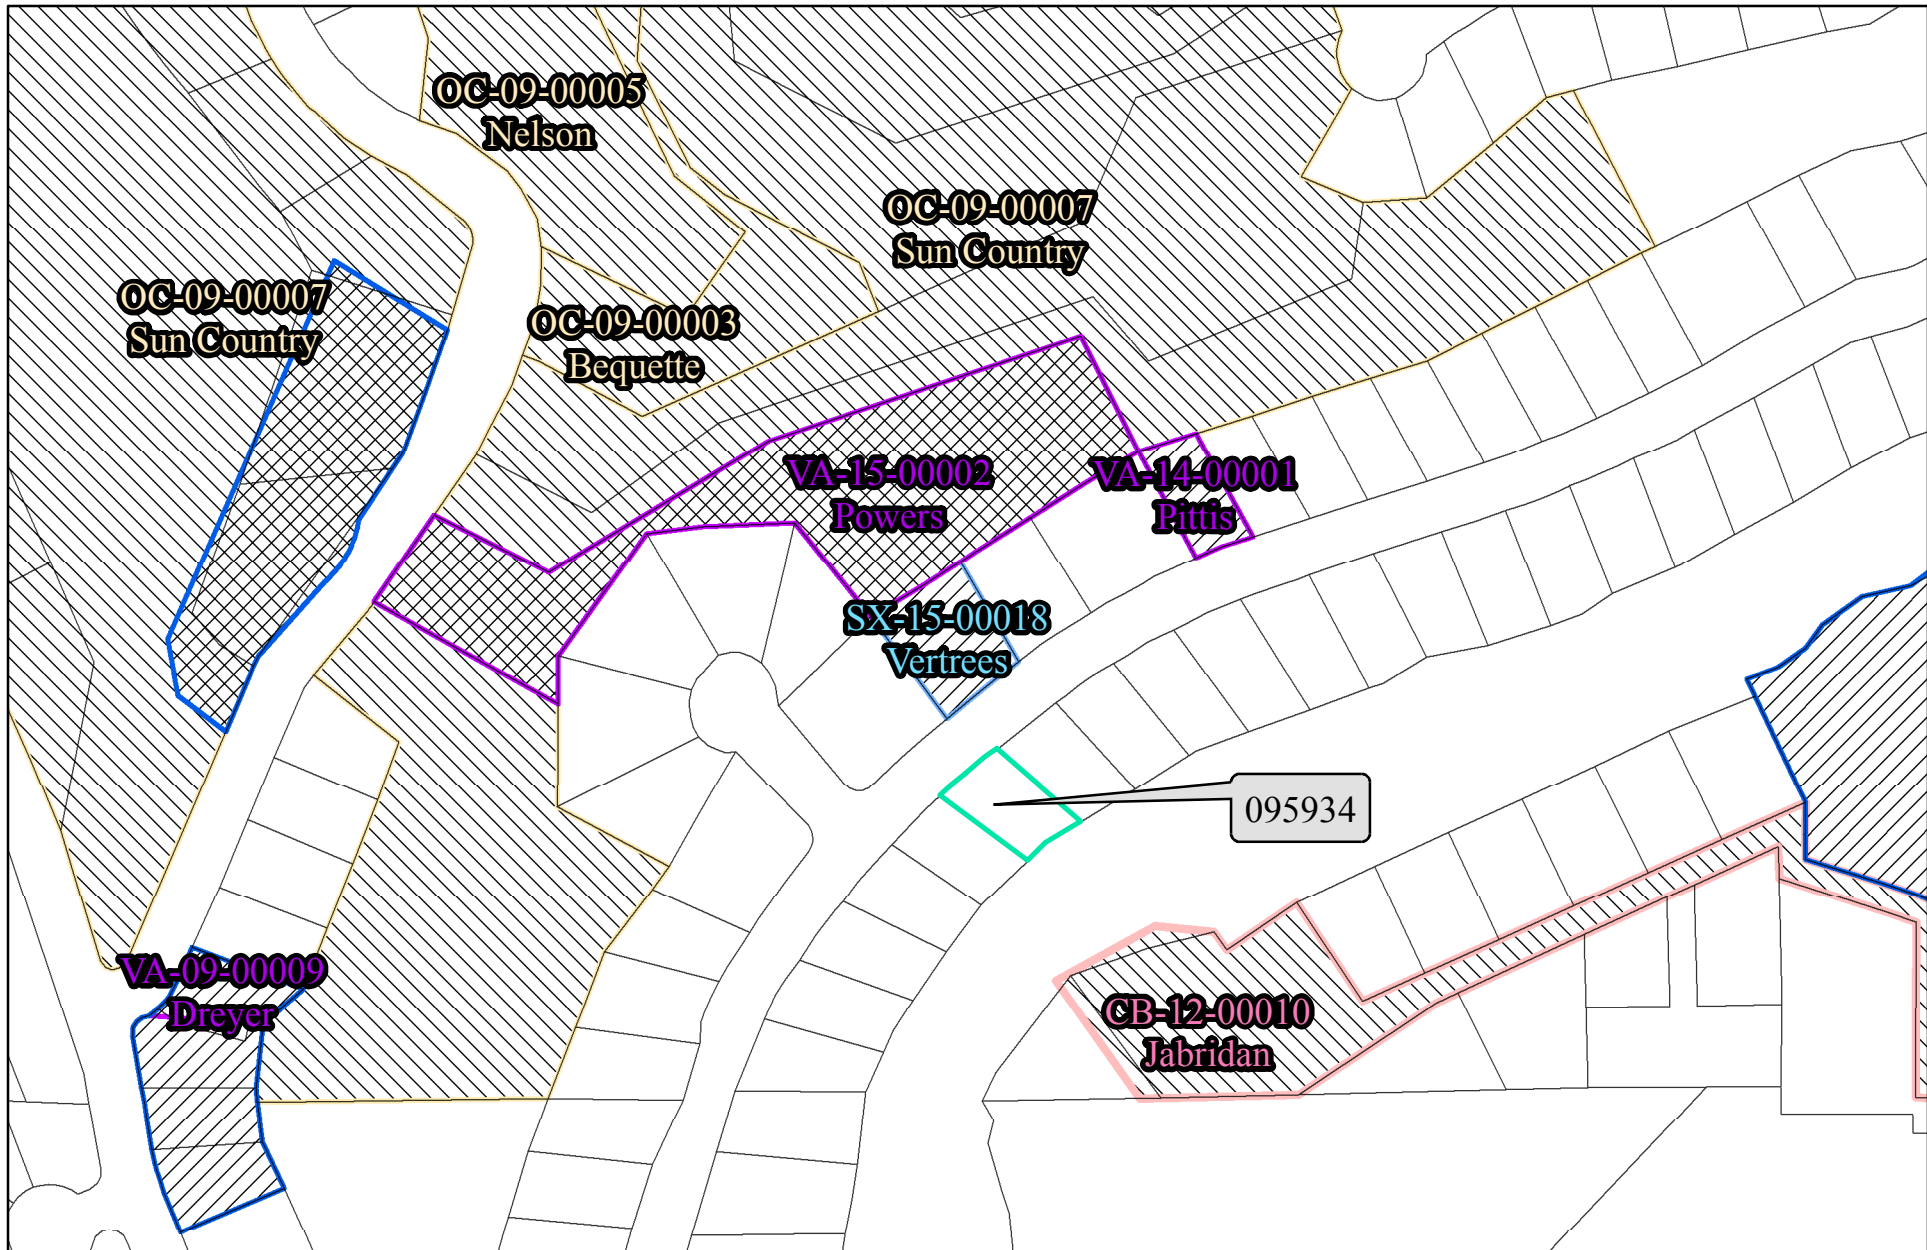 OC-09-00005
Nelson
OC-09-00007
Sun Country
OC-09-00007
Sun Country
OC-09-00003
Bequette
VA-15-00002
Powers
VA-14-00001
Pittis
SX-15-00018
Vertrees
095934
VA-09-00009
Dreyer
CB-12-00010
Jabridan